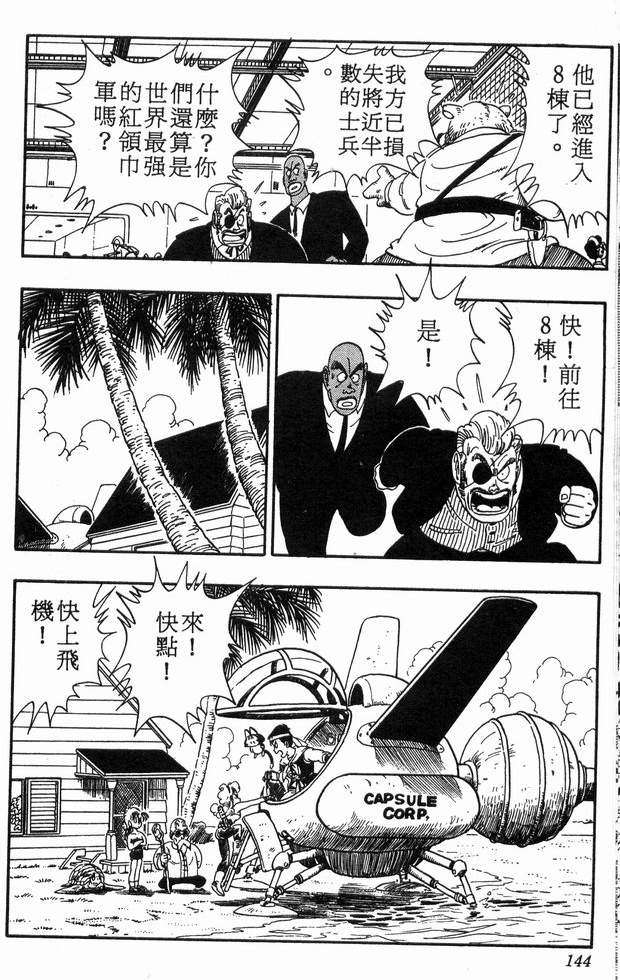 他已經進入
8棟了。
我方已損
失將近半
數的士兵
。
什麼？你
們還算是
世界最强
的紅領巾
軍嗎？
快！前往
8棟！
是！
來！
快點！
快上飛
機！
CAPSULE
CORP.
144